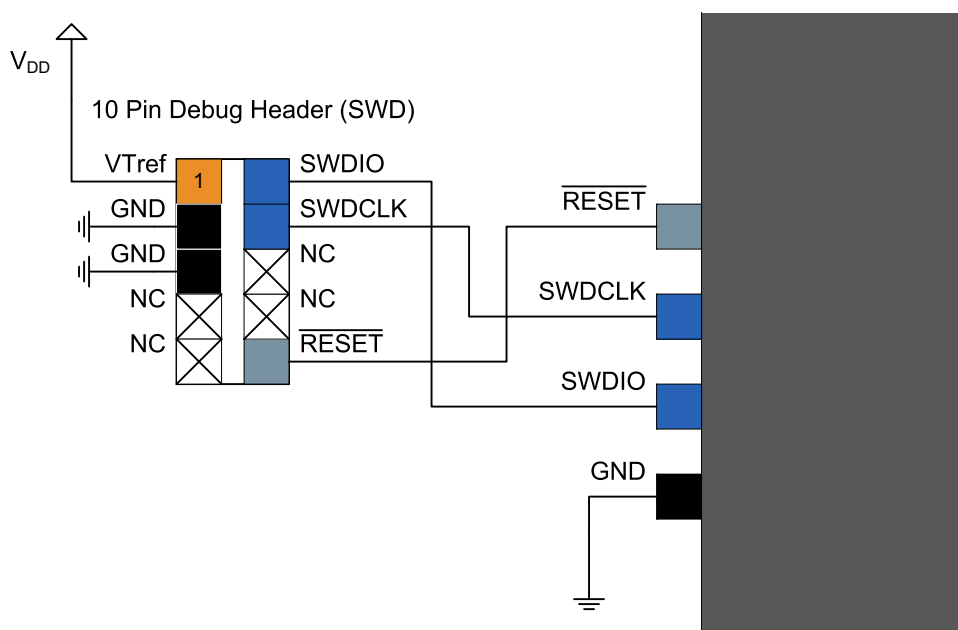 V_DD
10 Pin Debug Header (SWD)
VTref
1
SWDIO
GND
SWDCLK
GND
NC
NC
NC
NC
RESET
RESET
SWDCLK
SWDIO
GND